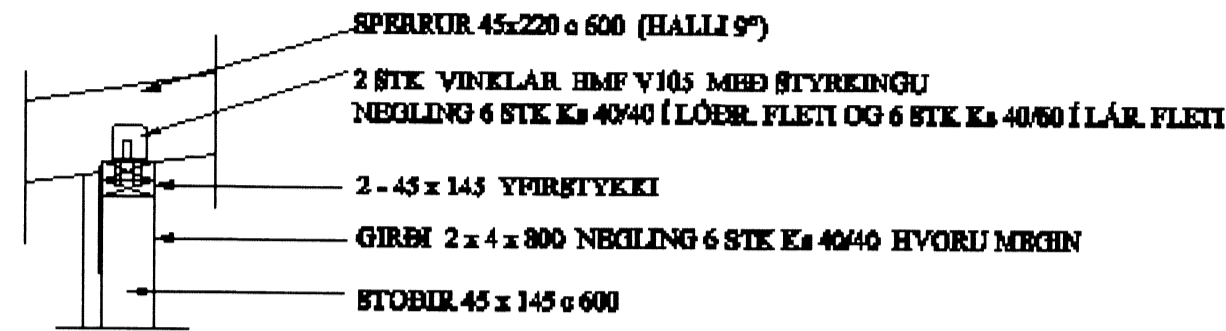 SPERRUR 45x220 c 600 (HALLI 9°)
2 STK VINKLAR BMF V105 MEÐ STYRKINGU
NEGLING 6 STK Ks 40/40 Í LÓÐR. FLETI OG 6 STK Ks 40/60 Í LÁR. FLETI
2 - 45 x 145 YFIRSTYKKI
GIRÐI 2 x 4 x 800 NEGLING 6 STK Ks 40/40 HVORU MEGIN
STOÐIR 45 x 145 c 600